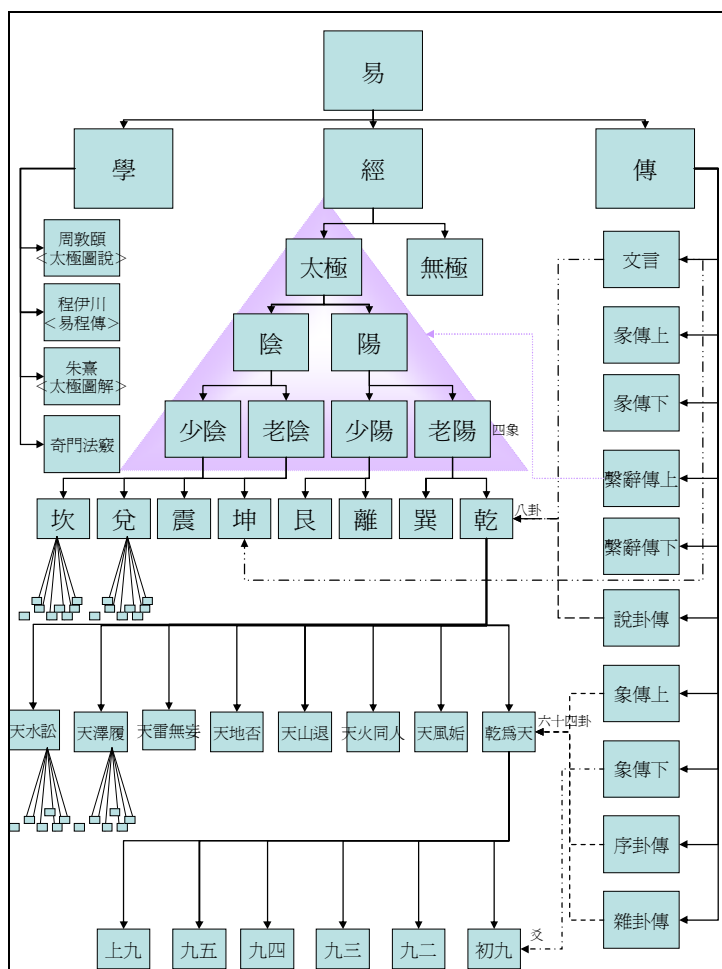 易
學
經
傳
周敦頤
＜太極圖說＞
程伊川
＜易程傳＞
朱熹
＜太極圖解＞
奇門法竅
太極
無極
陰
陽
少陰
老陰
少陽
老陽
四象
坎
兌
震
坤
艮
離
巽
乾
八卦
天水訟
天澤履
天雷無妄
天地否
天山退
天火同人
天風姤
乾為天
六十四卦
上九
九五
九四
九三
九二
初九
爻
文言
彖傳上
彖傳下
繫辭傳上
繫辭傳下
說卦傳
象傳上
象傳下
序卦傳
雜卦傳